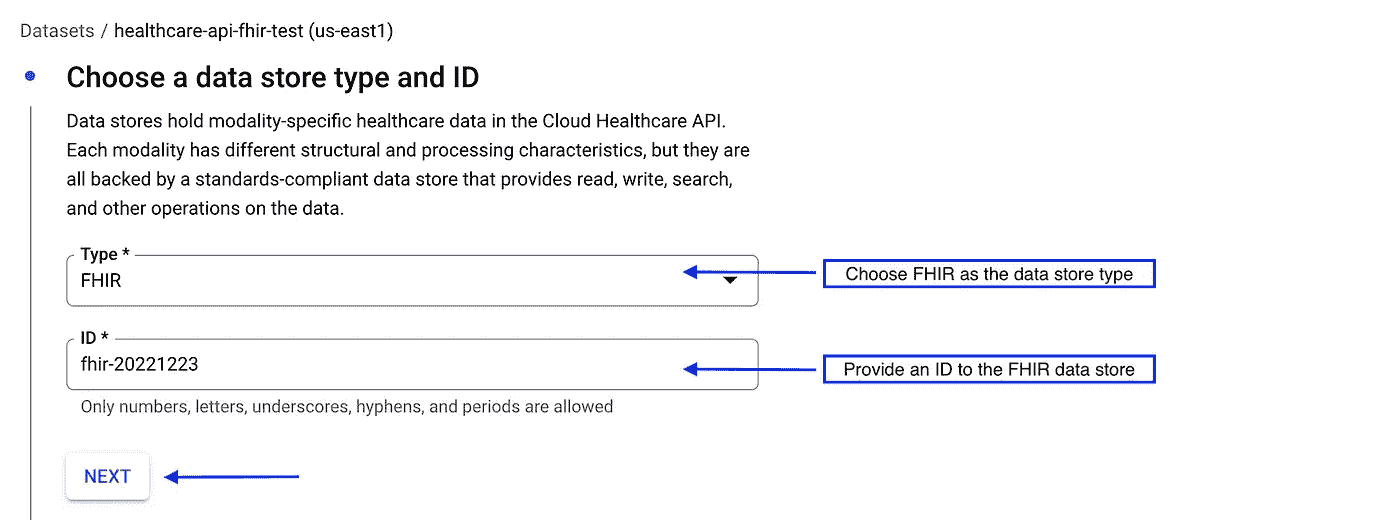 Datasets / healthcare-api-fhir-test (us-east1)
Choose a data store type and ID
Data stores hold modality-specific healthcare data in the Cloud Healthcare API.
Each modality has different structural and processing characteristics, but they are
all backed by a standards-compliant data store that provides read, write, search,
and other operations on the data.
Type *
FHIR
Choose FHIR as the data store type
ID *
fhir-20221223
Provide an ID to the FHIR data store
Only numbers, letters, underscores, hyphens, and periods are allowed
NEXT